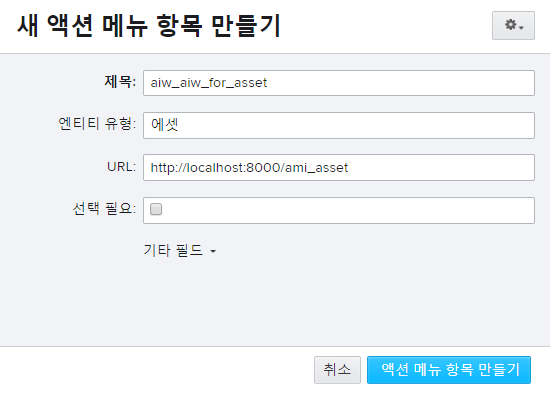 새 액션 메뉴 항목 만들기
제목: aiw_aiw_for_asset
엔티티 유형: 에셋
URL: http://localhost:8000/ami_asset
선택 필요:
기타 필드
취소 액션 메뉴 항목 만들기